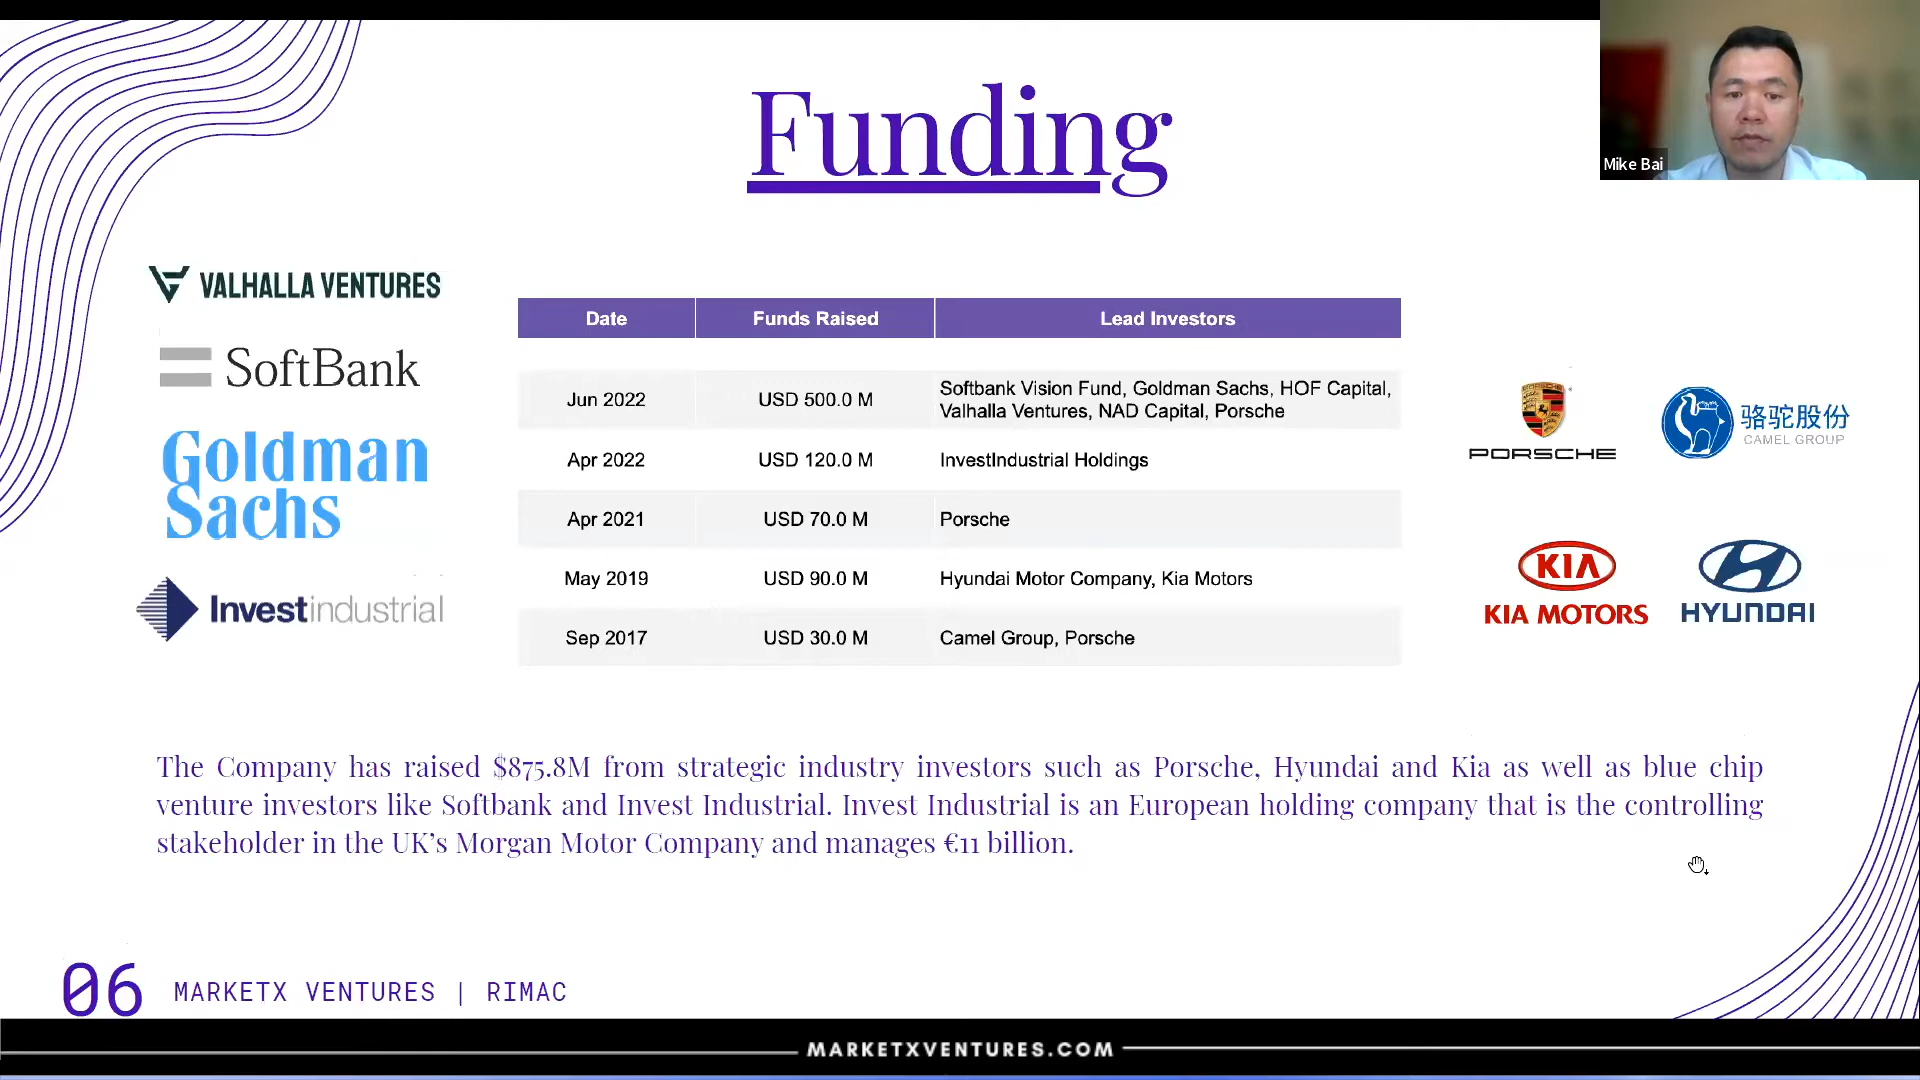 Funding
Mike Bai
VALHALLA VENTURES
SoftBank
Goldman
Sachs
Investindustrial
Date Funds Raised Lead Investors
Jun 2022 USD 500.0 M Softbank Vision Fund, Goldman Sachs, HOF Capital,
Valhalla Ventures, NAD Capital, Porsche
Apr 2022 USD 120.0 M InvestIndustrial Holdings
Apr 2021 USD 70.0 M Porsche
May 2019 USD 90.0 M Hyundai Motor Company, Kia Motors
Sep 2017 USD 30.0 M Camel Group, Porsche
PORSCHE
PORSCHE
骆驼股份
CAMEL GROUP
KIA
KIA MOTORS
HYUNDAI
The Company has raised $875.8M from strategic industry investors such as Porsche, Hyundai and Kia as well as blue chip
venture investors like Softbank and Invest Industrial. Invest Industrial is an European holding company that is the controlling
stakeholder in the UK’s Morgan Motor Company and manages €11 billion.
06 MARKETX VENTURES | RIMAC
MARKETXVENTURES.COM